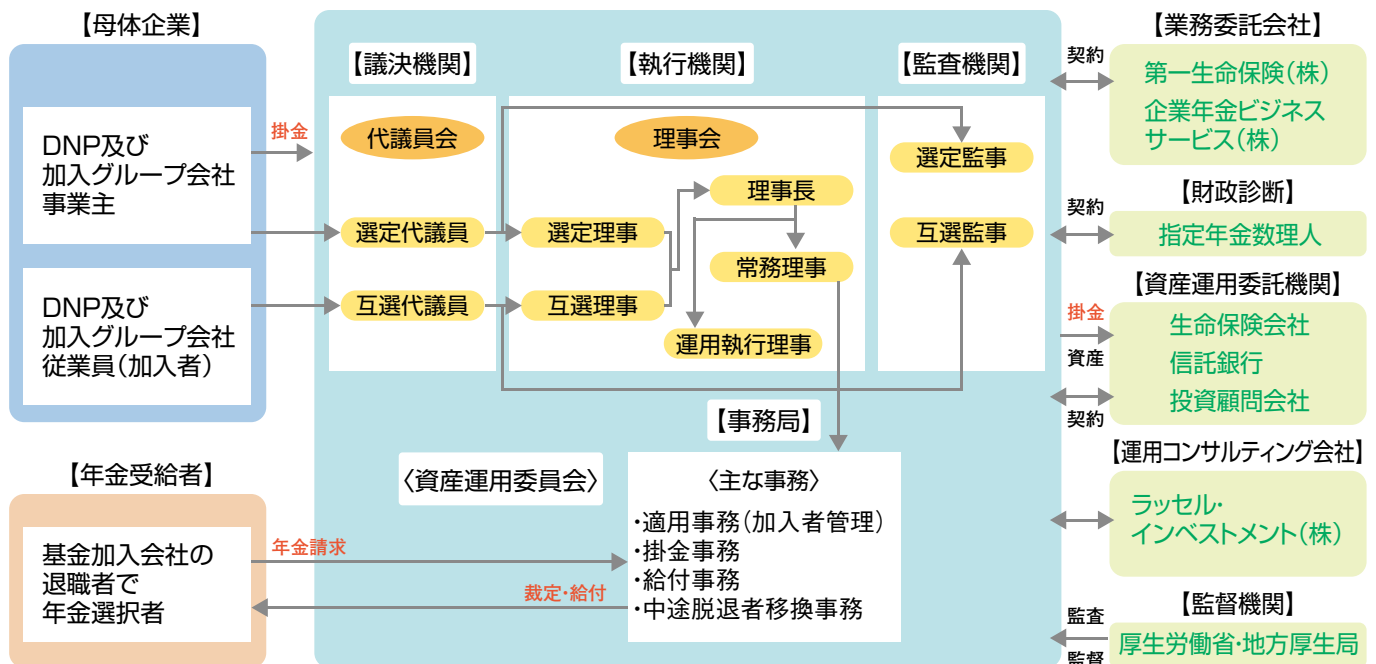 【母体企業】
DNP及び
加入グループ会社
事業主
DNP及び
加入グループ会社
従業員（加入者）
掛金
【年金受給者】
基金加入会社の
退職者で
年金選択者
年金請求
裁定・給付
【議決機関】
代議員会
選定代議員
互選代議員
【執行機関】
理事会
理事長
選定理事
常務理事
互選理事
運用執行理事
【監査機関】
選定監事
互選監事
〈資産運用委員会〉
【事務局】
〈主な事務〉
・適用事務（加入者管理）
・掛金事務
・給付事務
・中途脱退者移換事務
【業務委託会社】
契約
第一生命保険（株）
企業年金ビジネス
サービス（株）
【財政診断】
契約
指定年金数理人
【資産運用委託機関】
掛金
資産
契約
生命保険会社
信託銀行
投資顧問会社
【運用コンサルティング会社】
ラッセル・
インベストメント（株）
【監督機関】
監査
監督
厚生労働省・地方厚生局